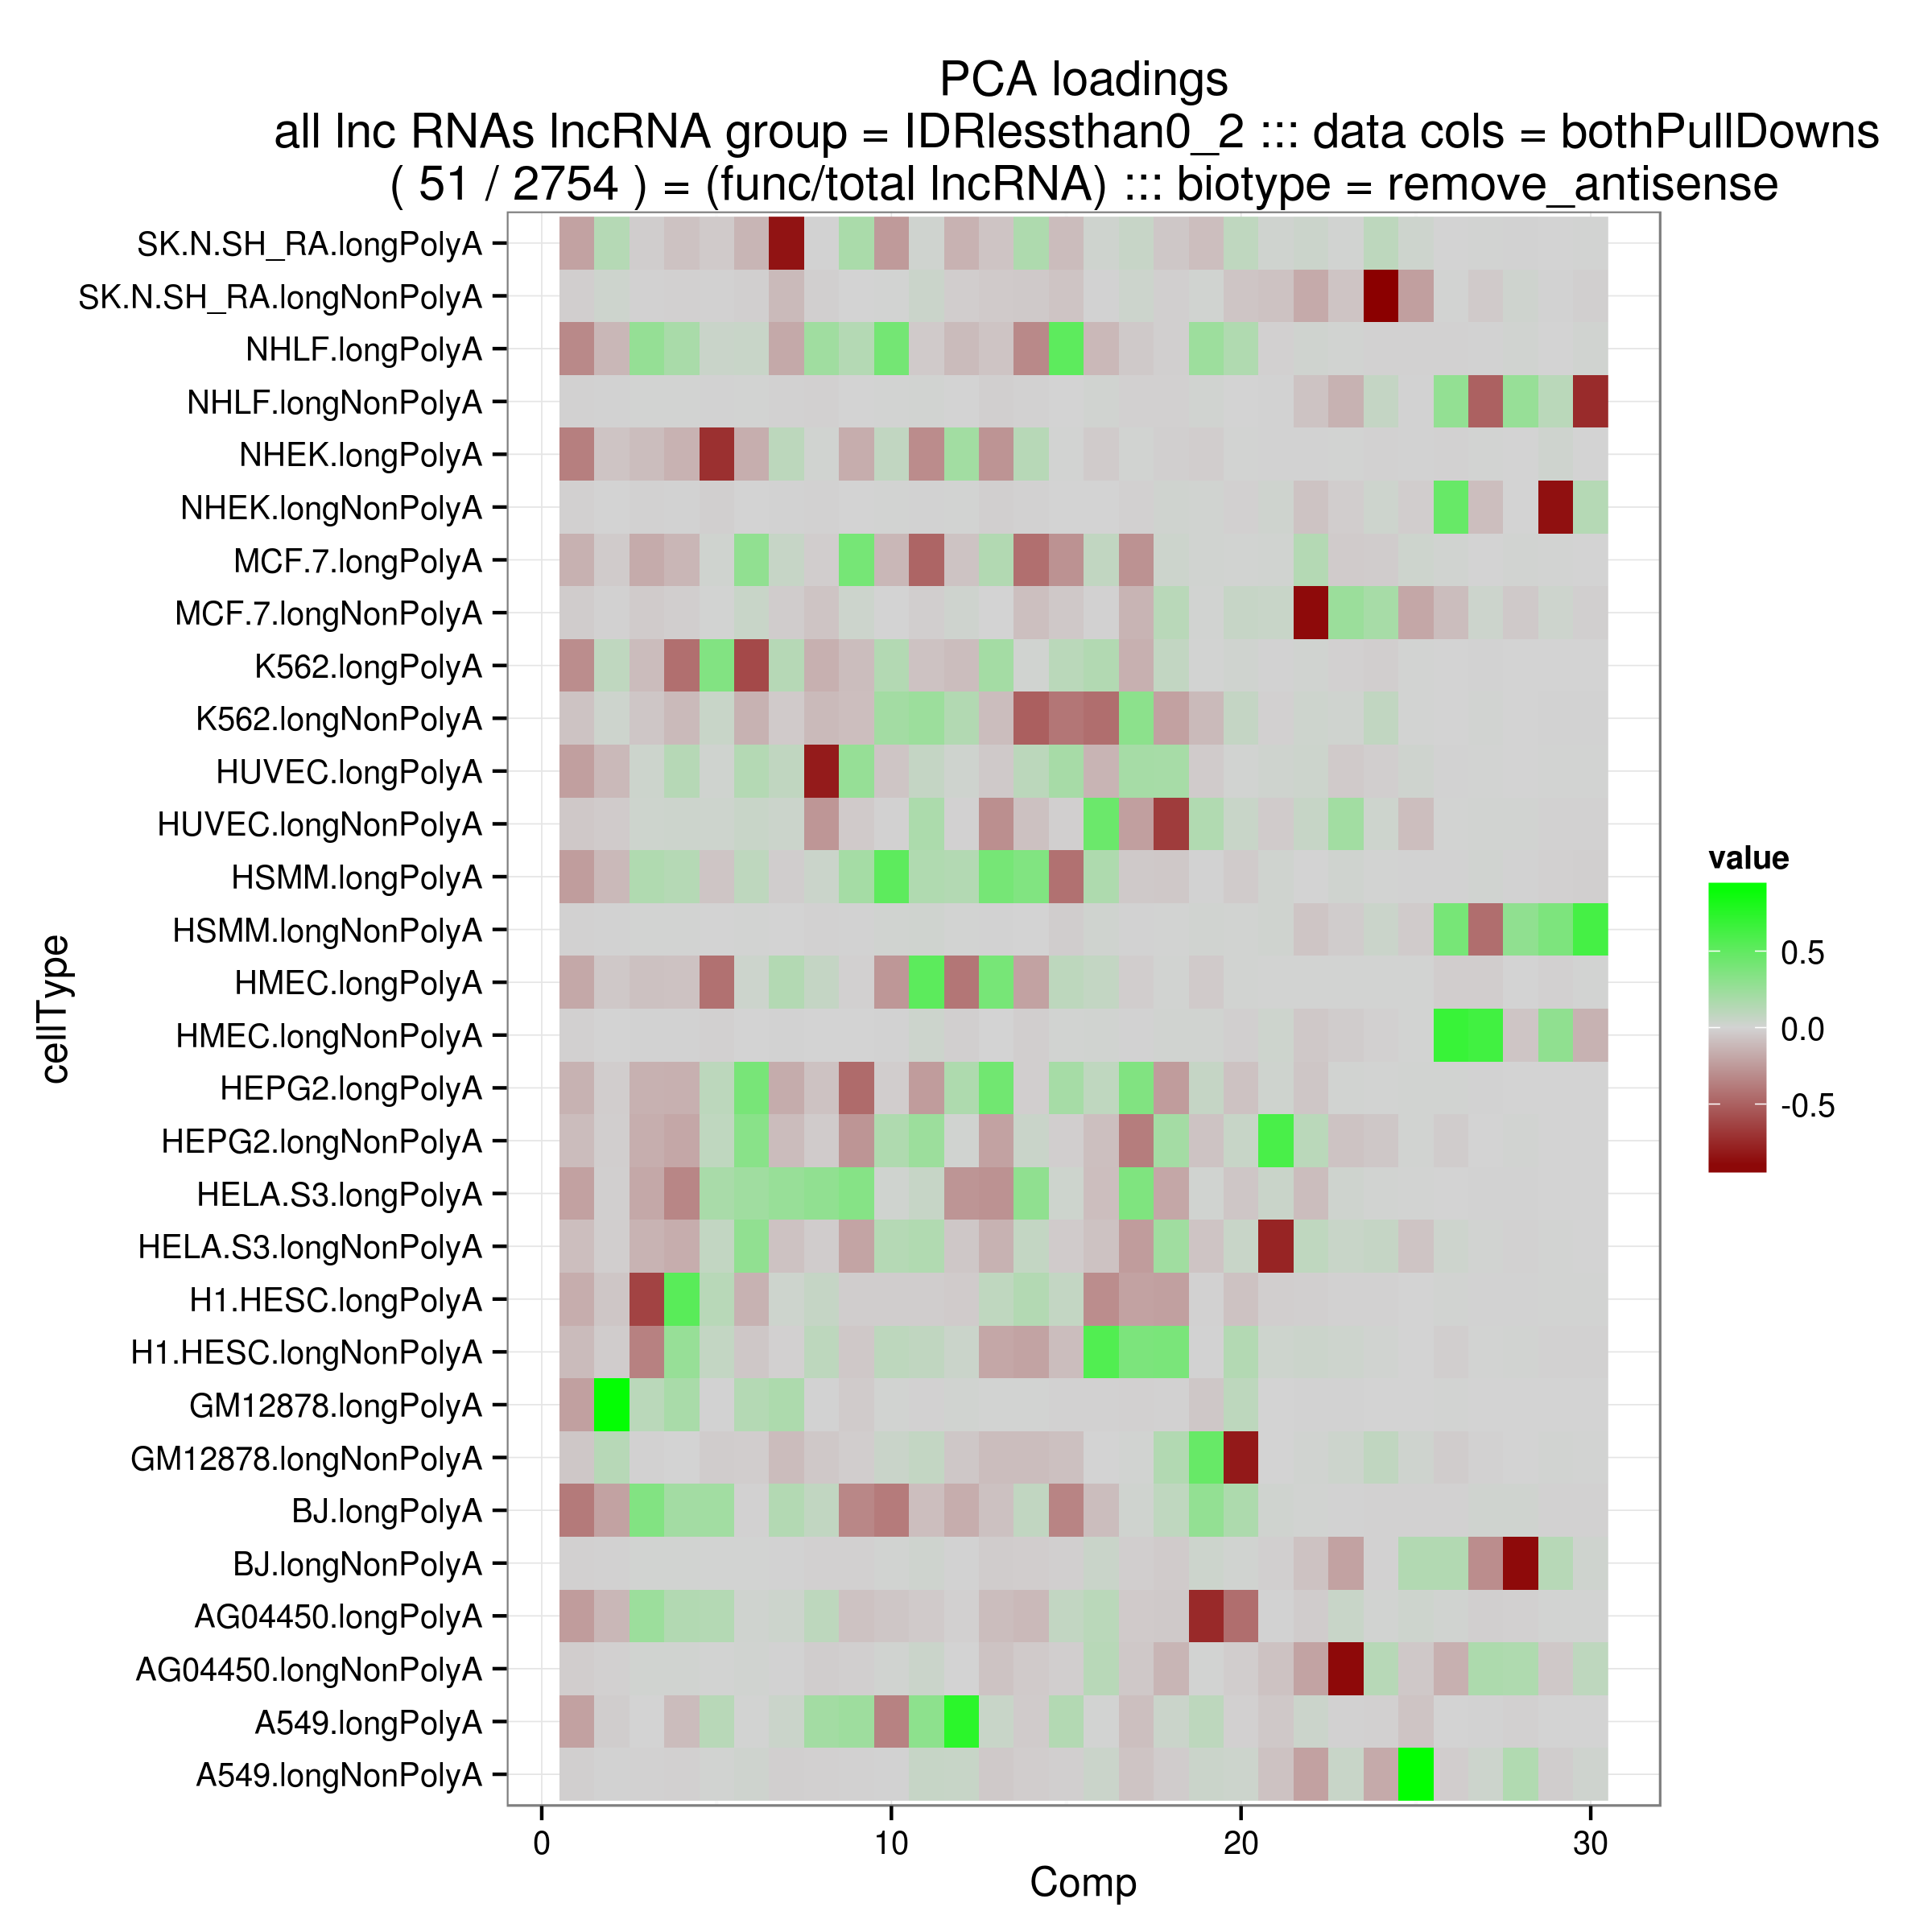 PCA loadings
all lnc RNAs lncRNA group = IDRlessthan0_2 ::: data cols = bothPullDowns
( 51 / 2754 ) = (func/total lncRNA) ::: biotype = remove_antisense
SK.N.SH_RA.longPolyA
SK.N.SH_RA.longNonPolyA
NHLF.longPolyA
NHLF.longNonPolyA
NHEK.longPolyA
NHEK.longNonPolyA
MCF.7.longPolyA
MCF.7.longNonPolyA
K562.longPolyA
K562.longNonPolyA
HUVEC.longPolyA
HUVEC.longNonPolyA
HSMM.longPolyA
HSMM.longNonPolyA
HMEC.longPolyA
HMEC.longNonPolyA
HEPG2.longPolyA
HEPG2.longNonPolyA
HELA.S3.longPolyA
HELA.S3.longNonPolyA
H1.HESC.longPolyA
H1.HESC.longNonPolyA
GM12878.longPolyA
GM12878.longNonPolyA
BJ.longPolyA
BJ.longNonPolyA
AG04450.longPolyA
AG04450.longNonPolyA
A549.longPolyA
A549.longNonPolyA
cellType
0 10 20 30
Comp
value
0.5
0.0
-0.5